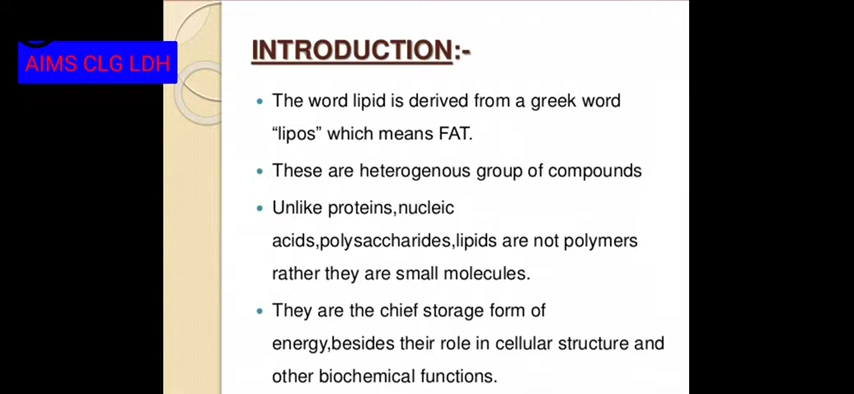 AIMS CLG LDH
INTRODUCTION:-
• The word lipid is derived from a greek word
“lipos” which means FAT.
• These are heterogenous group of compounds
• Unlike proteins,nucleic
acids,polysaccharides,lipids are not polymers
rather they are small molecules.
• They are the chief storage form of
energy,besides their role in cellular structure and
other biochemical functions.